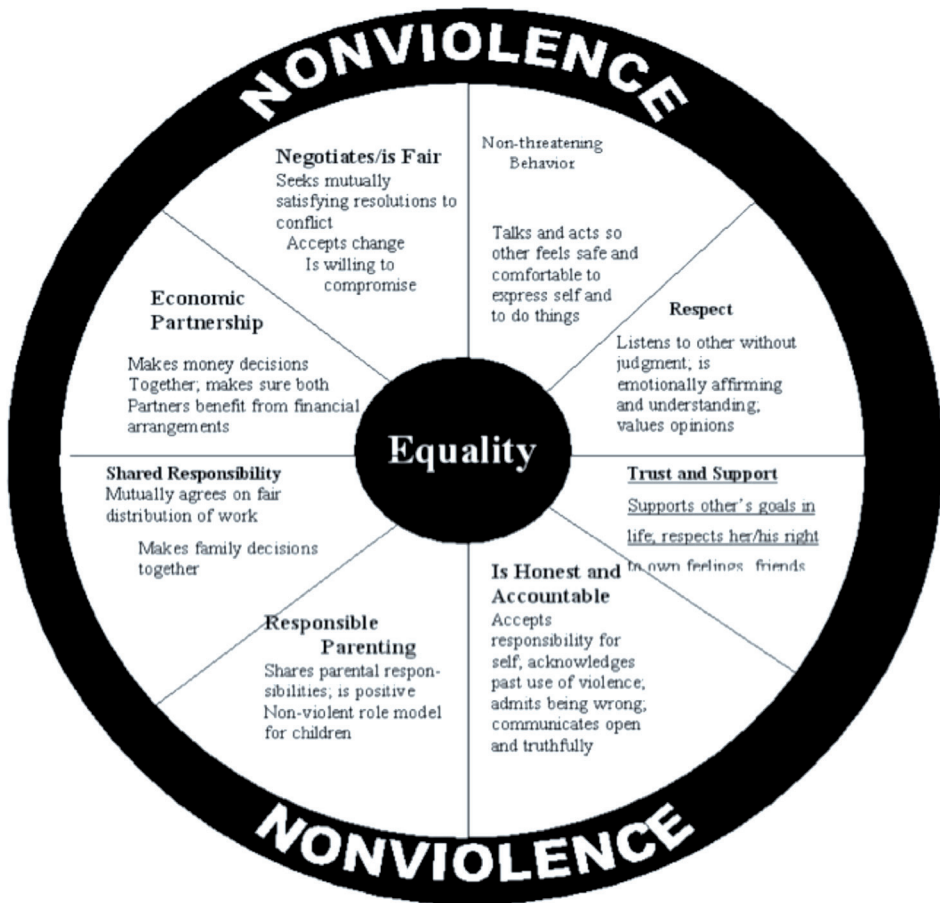 NONVIOLENCE
Negotiates/is Fair
Seeks mutually
satisfying resolutions to
conflict
Accepts change
Is willing to
compromise
Non-threatening
Behavior
Talks and acts so
other feels safe and
comfortable to
express self and
to do things
Economic
Partnership
Makes money decisions
Together; makes sure both
Partners benefit from financial
arrangements
Respect
Listens to other without
judgment; is
emotionally affirming
and understanding;
values opinions
Equality
Shared Responsibility
Mutually agrees on fair
distribution of work
Makes family decisions
together
Trust and Support
Supports other's goals in
life, respects her/his right
to own feelings friends
Responsible
Parenting
Shares parental respon-
sibilities; is positive
Non-violent role model
for children
Is Honest and
Accountable
Accepts
responsibility for
self; acknowledges
past use of violence;
admits being wrong;
communicates open
and truthfully
NONVIOLENCE